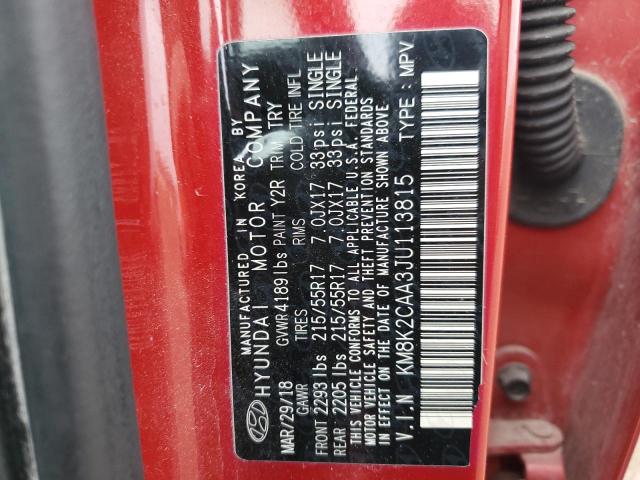 MANUFACTURED IN KOREA BY
HYUNDAI MOTOR COMPANY
MAR/29/18 GVWR 4189 lbs PAINT Y2R TRIM TRY
GAWR TIRES RIMS COLD TIRE INFL
FRONT 2293 lbs 215/55R17 7.0JX17 33psi SINGLE
REAR 2205 lbs 215/55R17 7.0JX17 33psi SINGLE
THIS VEHICLE CONFORMS TO ALL APPLICABLE U.S.A. FEDERAL
MOTOR VEHICLE SAFETY AND THEFT PREVENTION STANDARDS
IN EFFECT ON THE DATE OF MANUFACTURE SHOWN ABOVE.
V.I.N KM8K2CAA3JU113815 TYPE : MPV